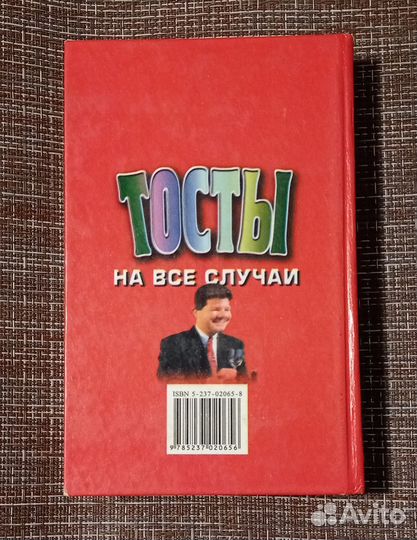 ТОСТЫ
НА ВСЕ СЛУЧАИ
ISBN 5-237-02065-8
9 785237 020656
Avito